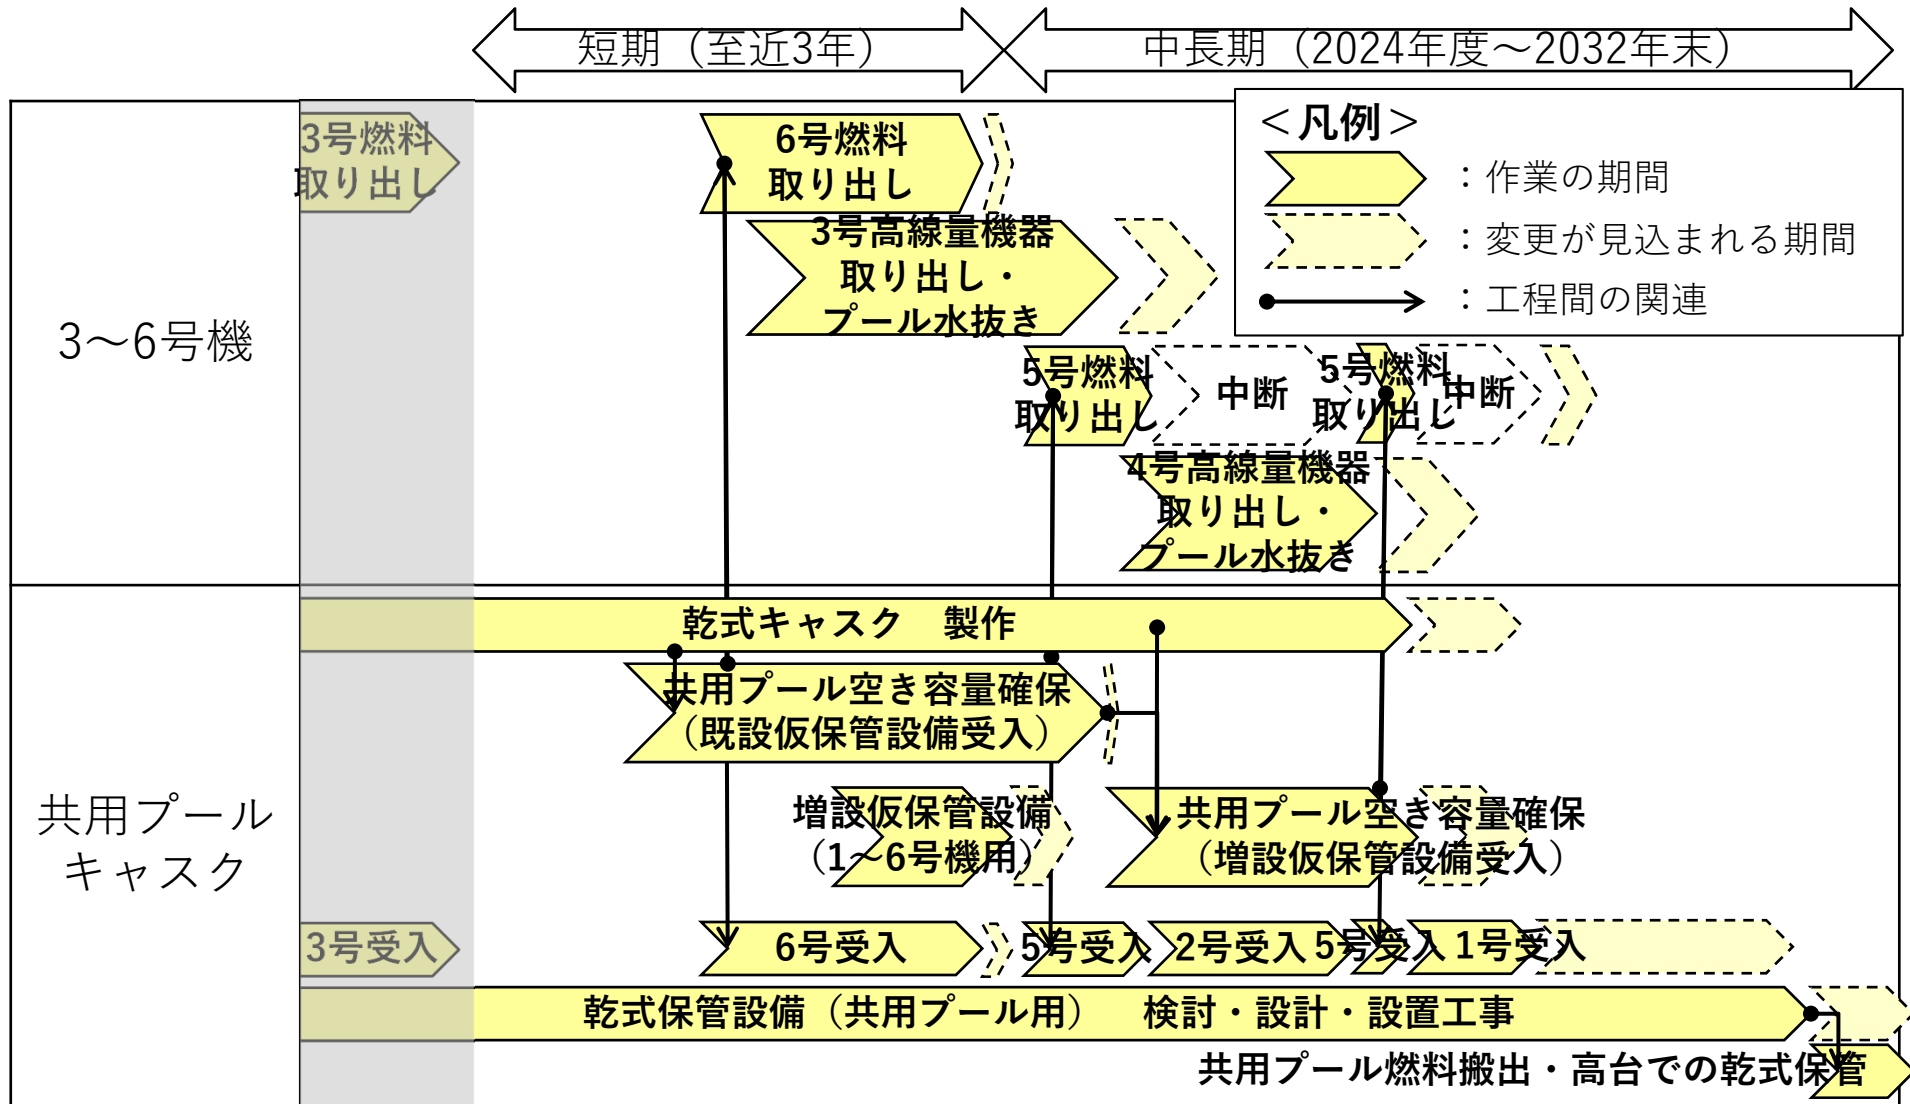 短期（至近3年）
中長期（2024年度～2032年末）
＜凡例＞
：作業の期間
：変更が見込まれる期間
：工程間の関連
3～6号機
3号燃料
取り出し
6号燃料
取り出し
3号高線量機器
取り出し・
プール水抜き
5号燃料
取り出し
中断
5号燃料
取り出し
中断
4号高線量機器
取り出し・
プール水抜き
共用プール
キャスク
乾式キャスク　製作
共用プール空き容量確保
（既設仮保管設備受入）
増設仮保管設備
（1～6号機用）
共用プール空き容量確保
（増設仮保管設備受入）
3号受入
6号受入
5号受入
2号受入
5号受入
1号受入
乾式保管設備（共用プール用）　検討・設計・設置工事
共用プール燃料搬出・高台での乾式保管